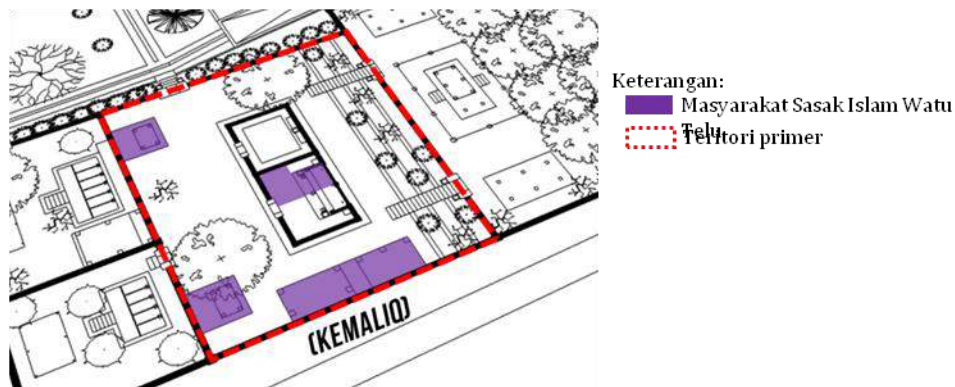 Keterangan:
Masyarakat Sasak Islam Watu
Telu
Teritori primer
(KEMALIQ)